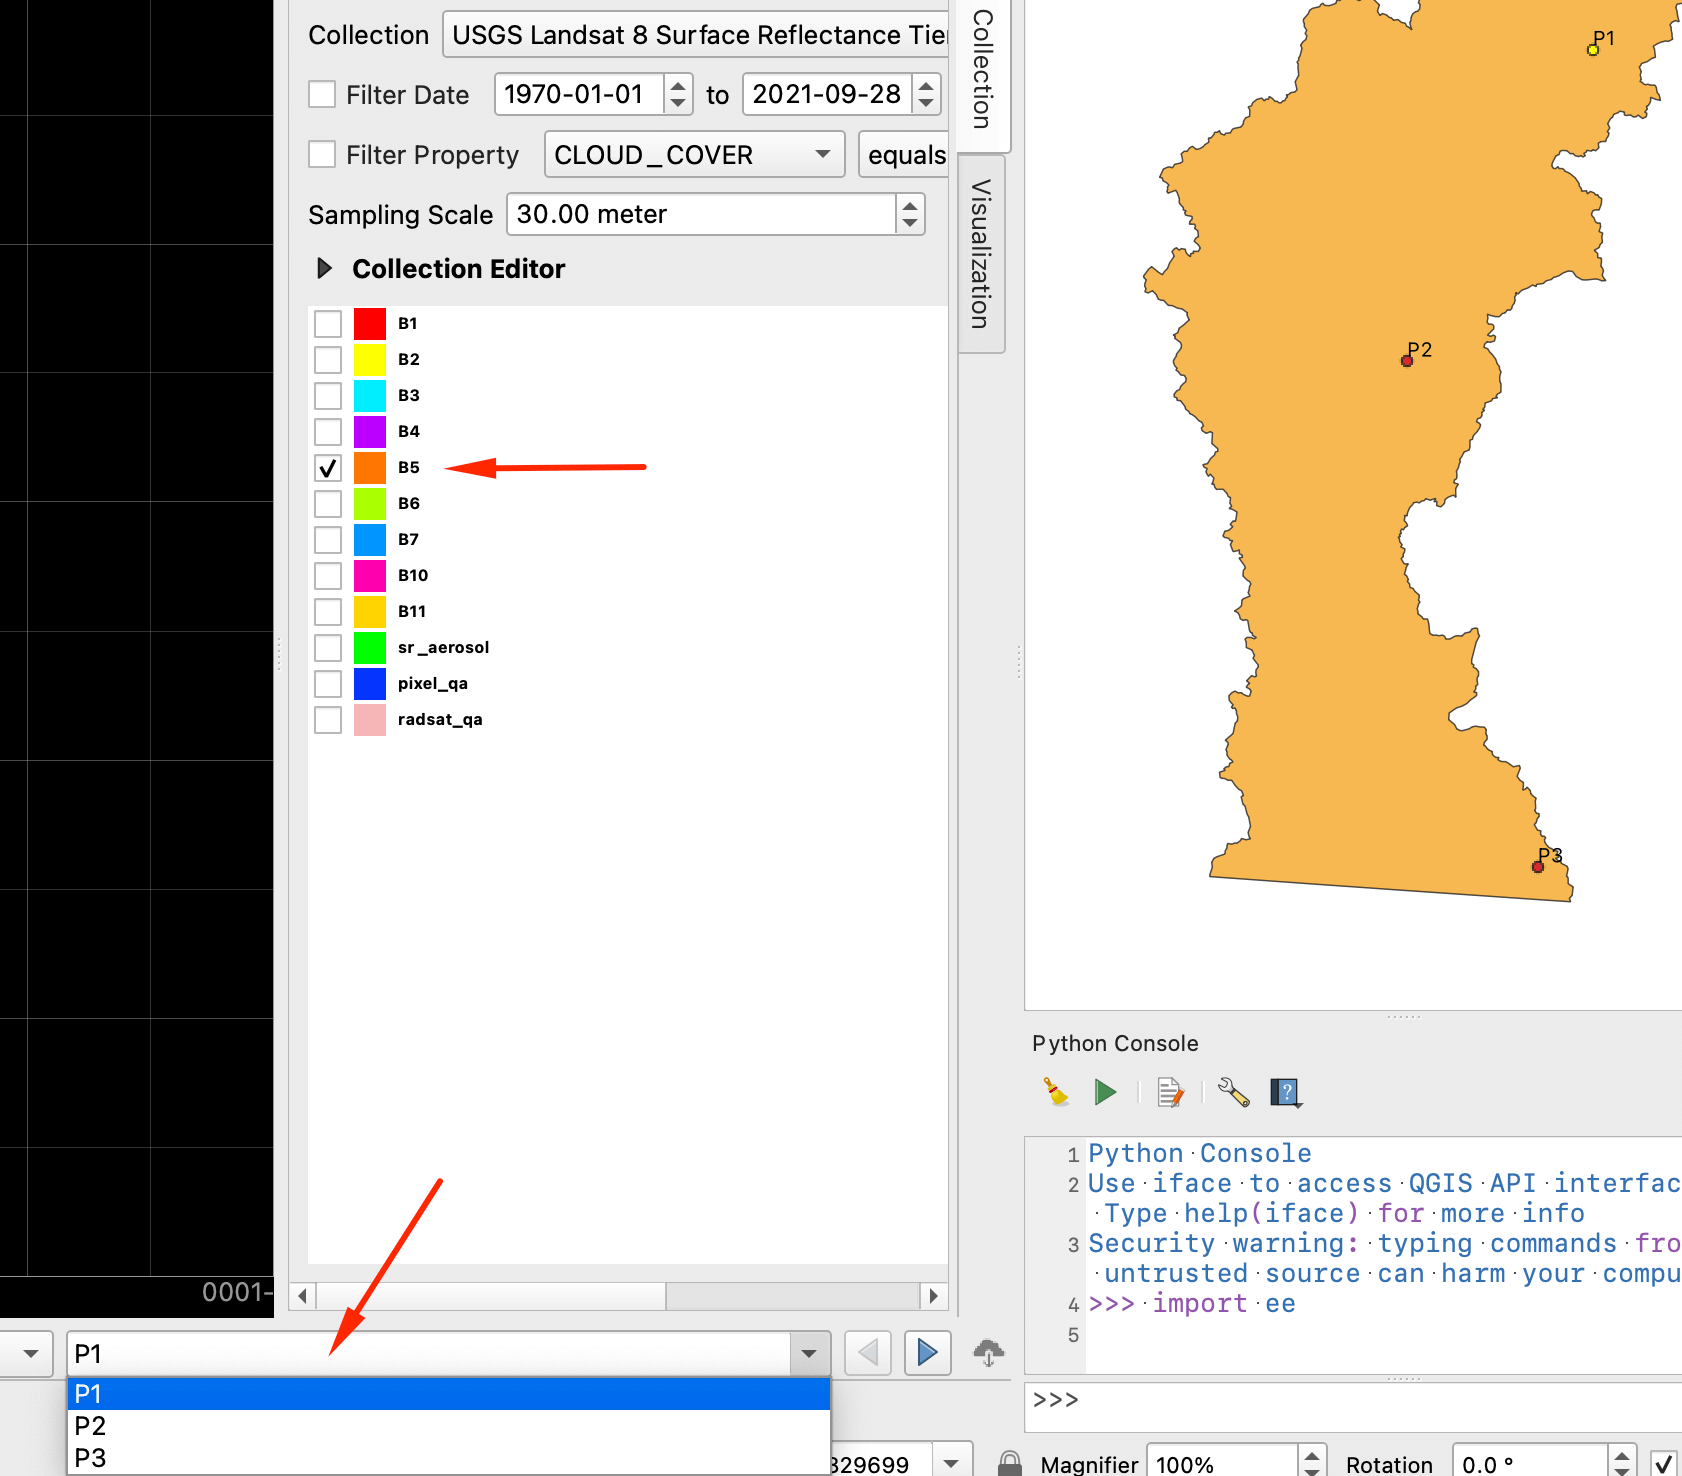 Collection USGS Landsat 8 Surface Reflectance Tie
Filter Date 1970-01-01 to 2021-09-28
Filter Property CLOUD_COVER equals
Sampling Scale 30.00 meter
Collection Editor
B1
B2
B3
B4
B5
B6
B7
B10
B11
sr_aerosol
pixel_qa
radsat_qa
0001-
P1
P1
P2
P3
Collection
Visualization
P1
P2
P3
Python Console
1 Python Console
2 Use iface to access QGIS API interfac
Type help(iface) for more info
3 Security warning: typing commands fro
untrusted source can harm your compu
4 >>> import ee
5
>>>
329699 Magnifier 100% Rotation 0.0 °